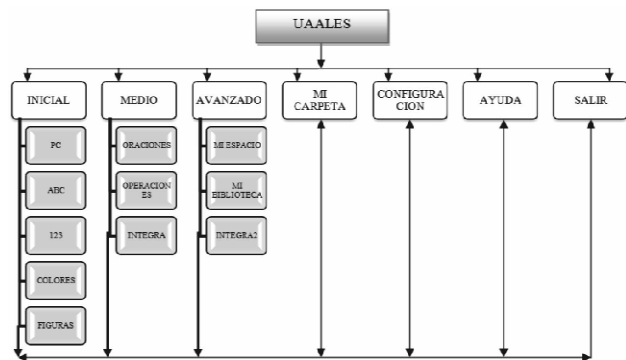 UAALES
INICIAL
MEDIO
AVANZADO
MI
CARPETA
CONFIGURA
CION
AYUDA
SALIR
PC
ORACIONES
MI ESPACIO
ABC
OPERACION
ES
MI
BIBLIOTECA
123
INTEGRA
INTEGRA2
COLORES
FIGURAS